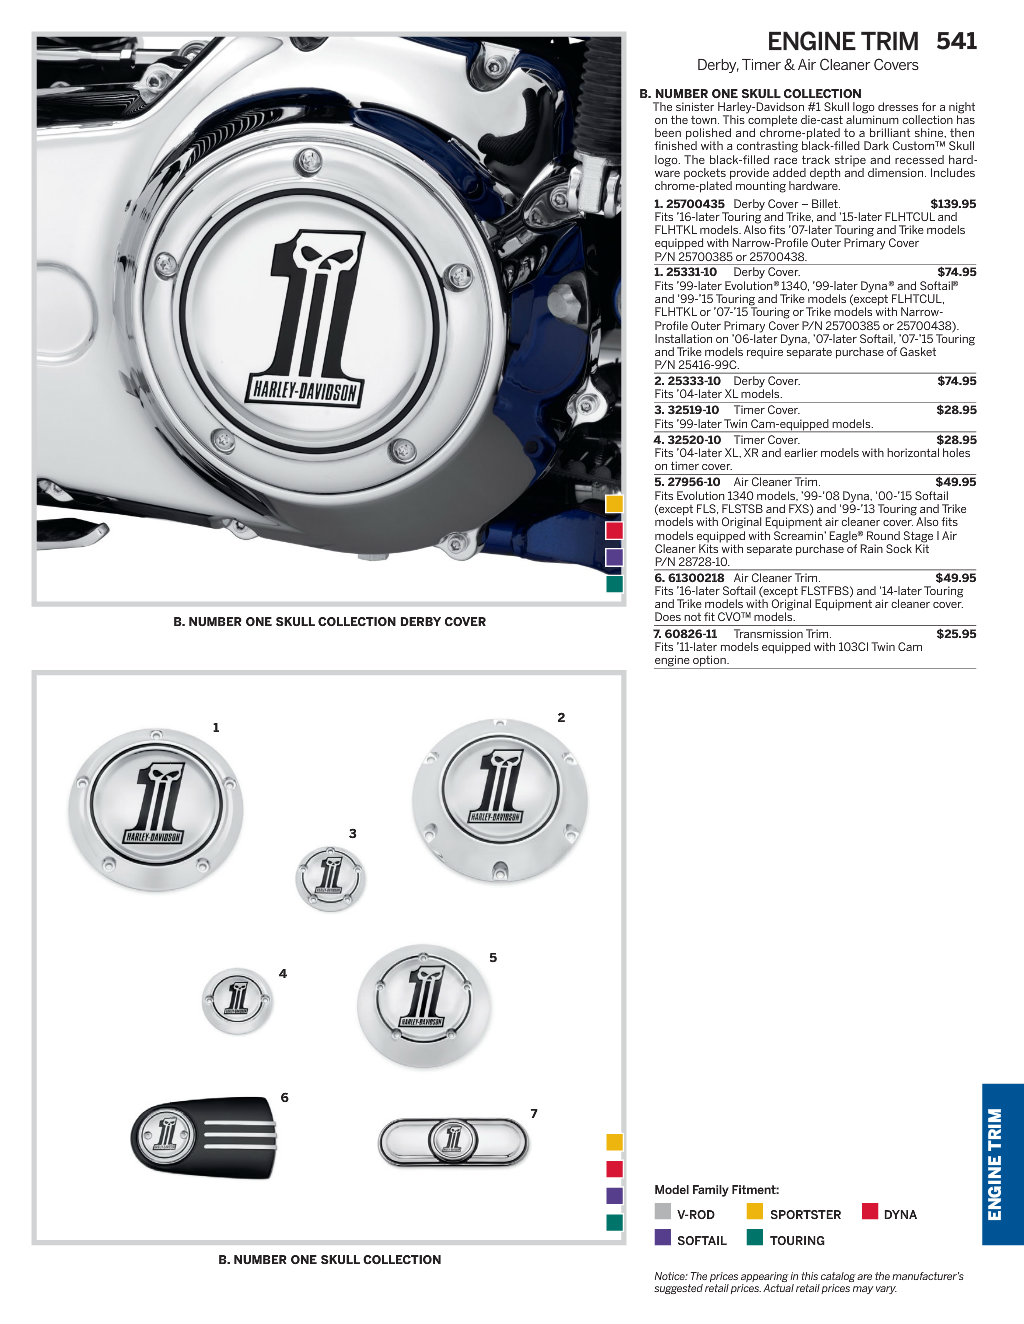 ENGINE TRIM 541
Derby, Timer & Air Cleaner Covers
HARLEY-DAVIDSON
B. NUMBER ONE SKULL COLLECTION DERBY COVER
B. NUMBER ONE SKULL COLLECTION
The sinister Harley-Davidson #1 Skull logo dresses for a night
on the town. This complete die-cast aluminum collection has
been polished and chrome-plated to a brilliant shine, then
finished with a contrasting black-filled Dark Custom™ Skull
logo. The black-filled race track stripe and recessed hard-
ware pockets provide added depth and dimension. Includes
chrome-plated mounting hardware.
1. 25700435 Derby Cover – Billet. $139.95
Fits ’16-later Touring and Trike, and ’15-later FLHTCUL and
FLHTKL models. Also fits ’07-later Touring and Trike models
equipped with Narrow-Profile Outer Primary Cover
P/N 25700385 or 25700438.
1. 25331-10 Derby Cover. $74.95
Fits ’99-later Evolution® 1340, ’99-later Dyna® and Softail®
and ’99-’15 Touring and Trike models (except FLHTCUL,
FLHTKL or ’07-’15 Touring or Trike models with Narrow-
Profile Outer Primary Cover P/N 25700385 or 25700438).
Installation on ’06-later Dyna, ’07-later Softail, ’07-’15 Touring
and Trike models require separate purchase of Gasket
P/N 25416-99C.
2. 25333-10 Derby Cover. $74.95
Fits ’04-later XL models.
3. 32519-10 Timer Cover. $28.95
Fits ’99-later Twin Cam-equipped models.
4. 32520-10 Timer Cover. $28.95
Fits ’04-later XL, XR and earlier models with horizontal holes
on timer cover.
5. 27956-10 Air Cleaner Trim. $49.95
Fits Evolution 1340 models, ’99-’08 Dyna, ’00-’15 Softail
(except FLS, FLSTSB and FXS) and ’99-’13 Touring and Trike
models with Original Equipment air cleaner cover. Also fits
models equipped with Screamin’ Eagle® Round Stage I Air
Cleaner Kits with separate purchase of Rain Sock Kit
P/N 28728-10.
6. 61300218 Air Cleaner Trim. $49.95
Fits ’16-later Softail (except FLSTFBS) and ’14-later Touring
and Trike models with Original Equipment air cleaner cover.
Does not fit CVO™ models.
7. 60826-11 Transmission Trim. $25.95
Fits ’11-later models equipped with 103CI Twin Cam
engine option.
1
HARLEY-DAVIDSON
2
HARLEY-DAVIDSON
3
4
5
HARLEY-DAVIDSON
6
7
B. NUMBER ONE SKULL COLLECTION
ENGINE TRIM
Model Family Fitment:
V-ROD SPORTSTER DYNA
SOFTAIL TOURING
Notice: The prices appearing in this catalog are the manufacturer’s
suggested retail prices. Actual retail prices may vary.